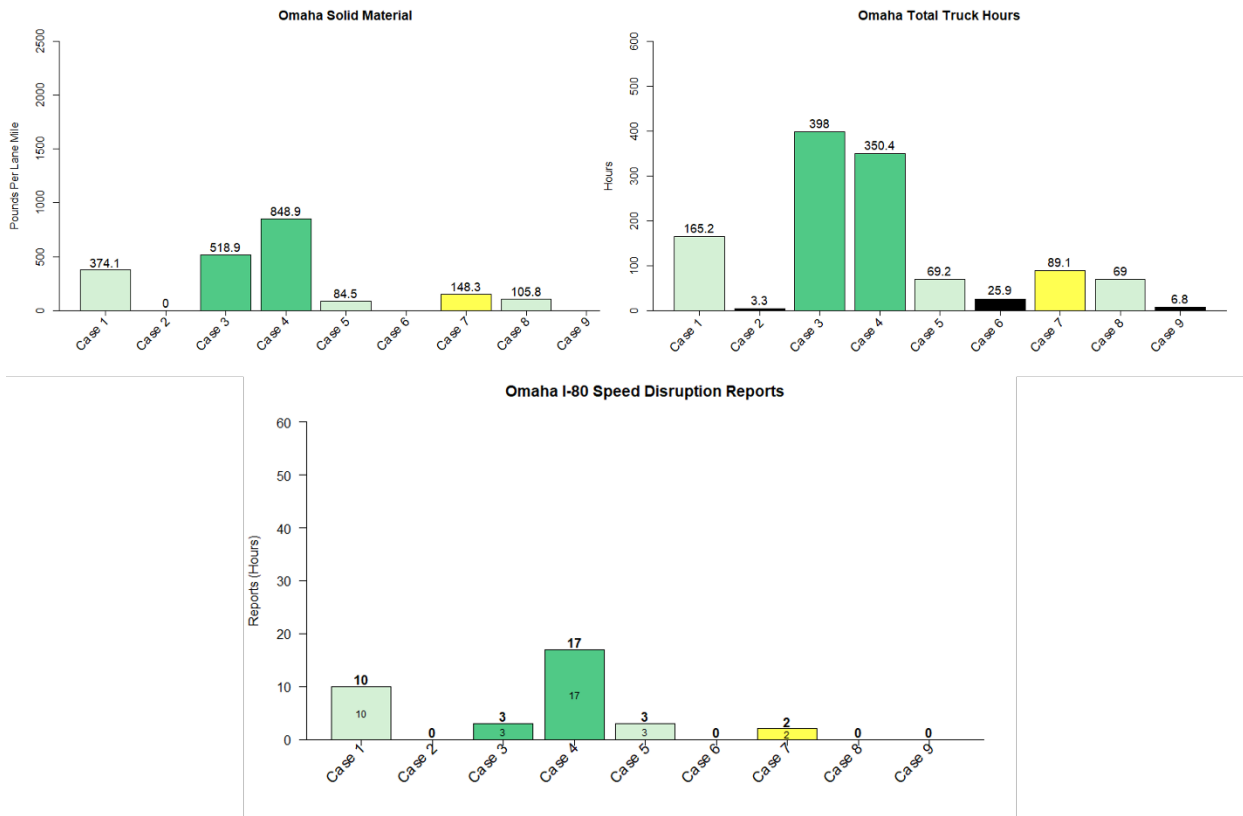 Omaha Solid Material
Pounds Per Lane Mile
2500
2000
1500
1000
500
0
374.1
0
518.9
848.9
84.5
148.3
105.8
Case 1
Case 2
Case 3
Case 4
Case 5
Case 6
Case 7
Case 8
Case 9
Omaha Total Truck Hours
Hours
600
500
400
300
200
100
0
165.2
3.3
398
350.4
69.2
25.9
89.1
69
6.8
Case 1
Case 2
Case 3
Case 4
Case 5
Case 6
Case 7
Case 8
Case 9
Omaha I-80 Speed Disruption Reports
Reports (Hours)
60
50
40
30
20
10
0
10
10
0
3
3
17
17
3
3
0
2
2
0
0
Case 1
Case 2
Case 3
Case 4
Case 5
Case 6
Case 7
Case 8
Case 9